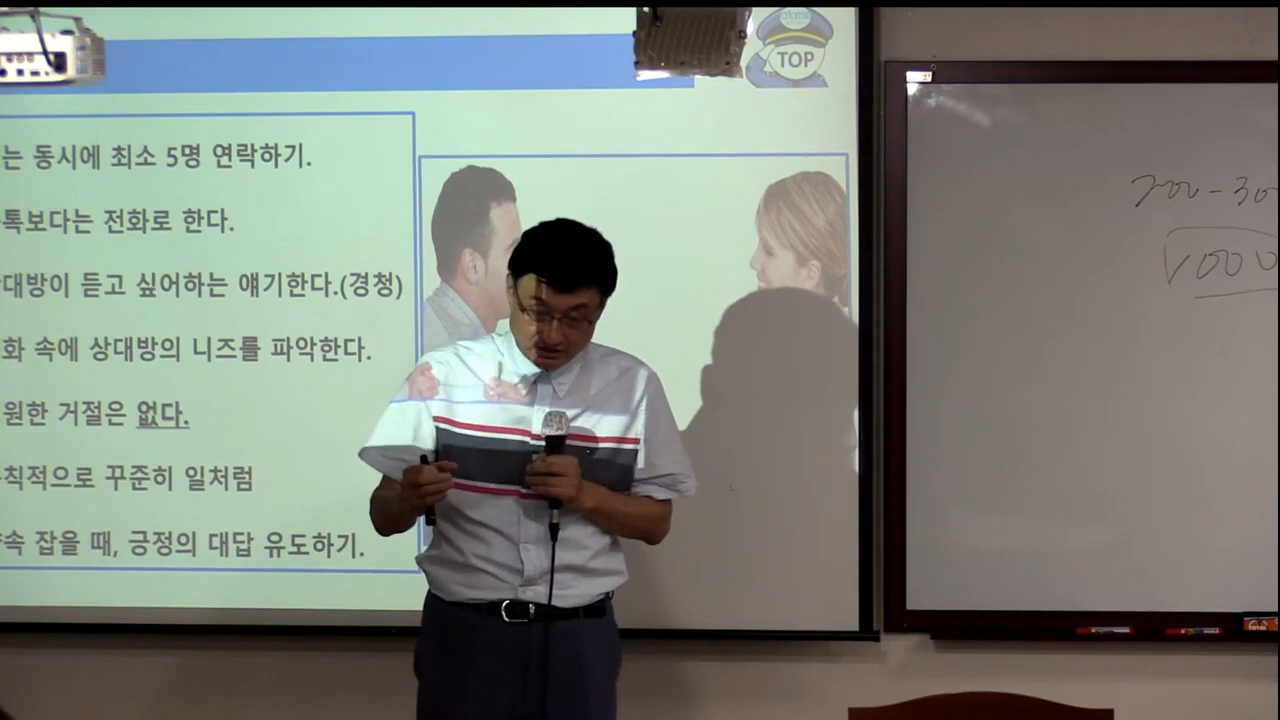 TOP
는 동시에 최소 5명 연락하기.
톡보다는 전화로 한다.
대방이 듣고 싶어하는 얘기한다.(경청)
화 속에 상대방의 니즈를 파악한다.
원한 거절은 없다.
칙적으로 꾸준히 일처럼
속 잡을 때, 긍정의 대답 유도하기.
200-30
1000